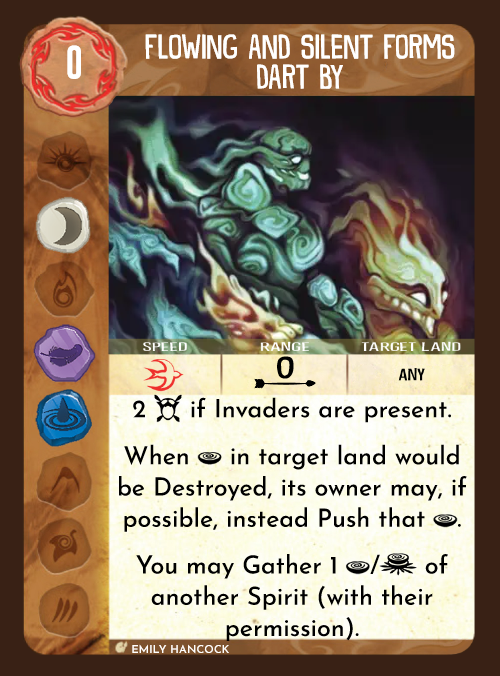 0
FLOWING AND SILENT FORMS
DART BY
SPEED
RANGE
TARGET LAND
0
ANY
2 if Invaders are present.
When in target land would
be Destroyed, its owner may, if
possible, instead Push that .
You may Gather 1 / of
another Spirit (with their
permission).
EMILY HANCOCK